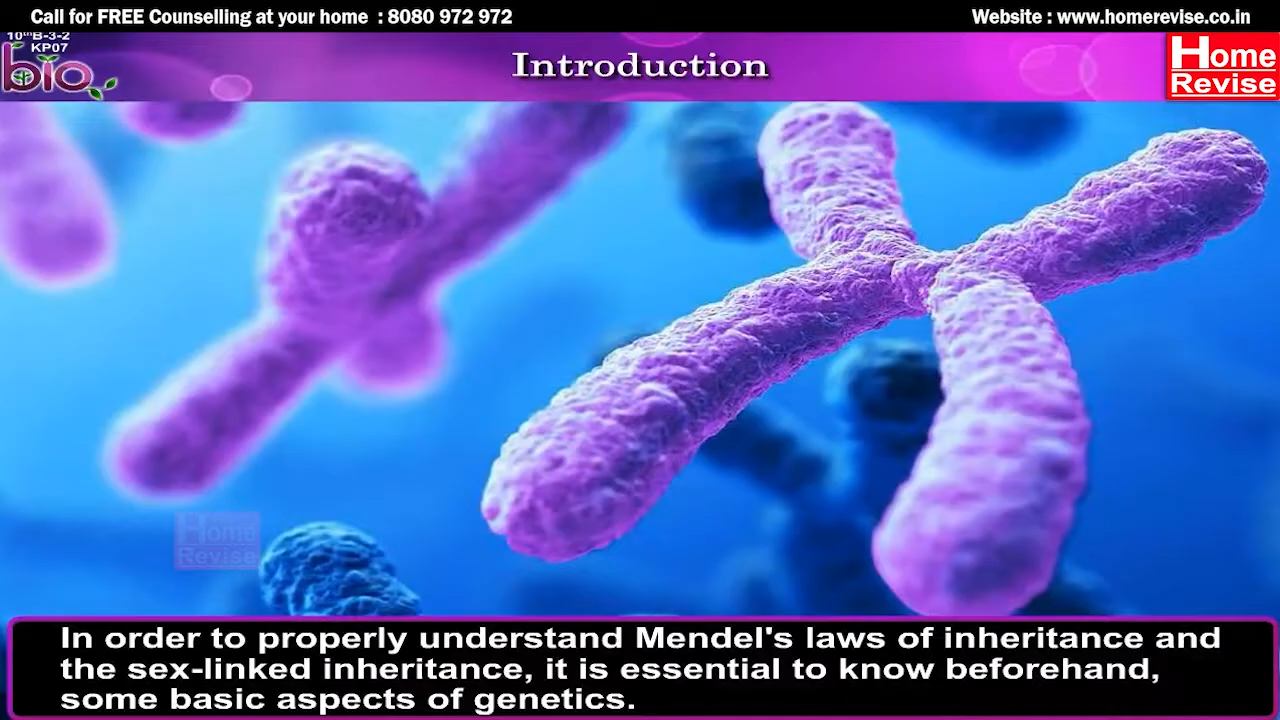 Call for FREE Counselling at your home : 8080 972 972
Website : www.homerevise.co.in
10thB-3-2
KP07
bio
Introduction
Home
Revise
Home
Revise
In order to properly understand Mendel's laws of inheritance and
the sex-linked inheritance, it is essential to know beforehand,
some basic aspects of genetics.